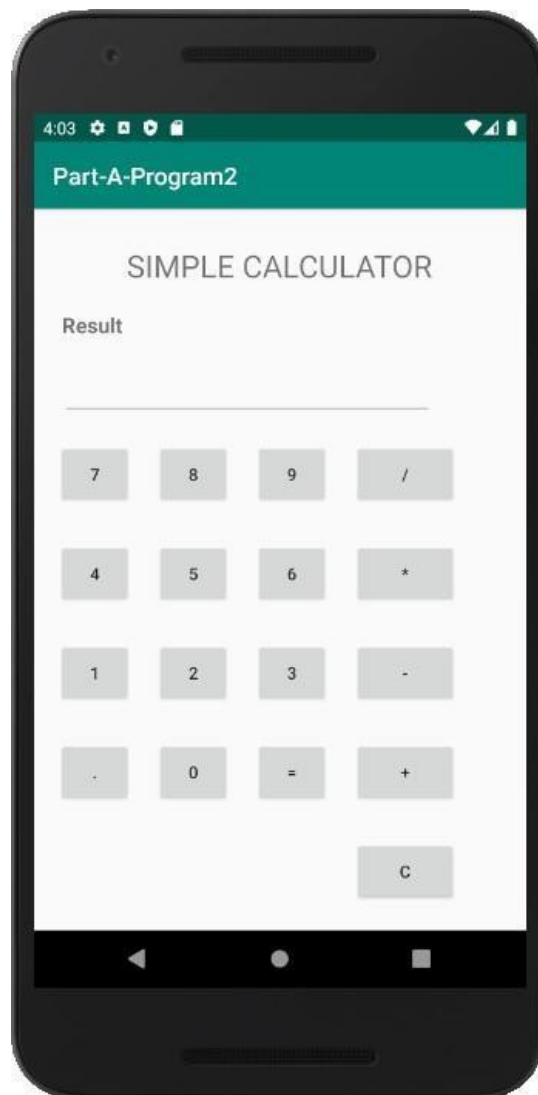 4:03
Part-A-Program2
SIMPLE CALCULATOR
Result
7 8 9 /
4 5 6 *
1 2 3 -
. 0 = +
C